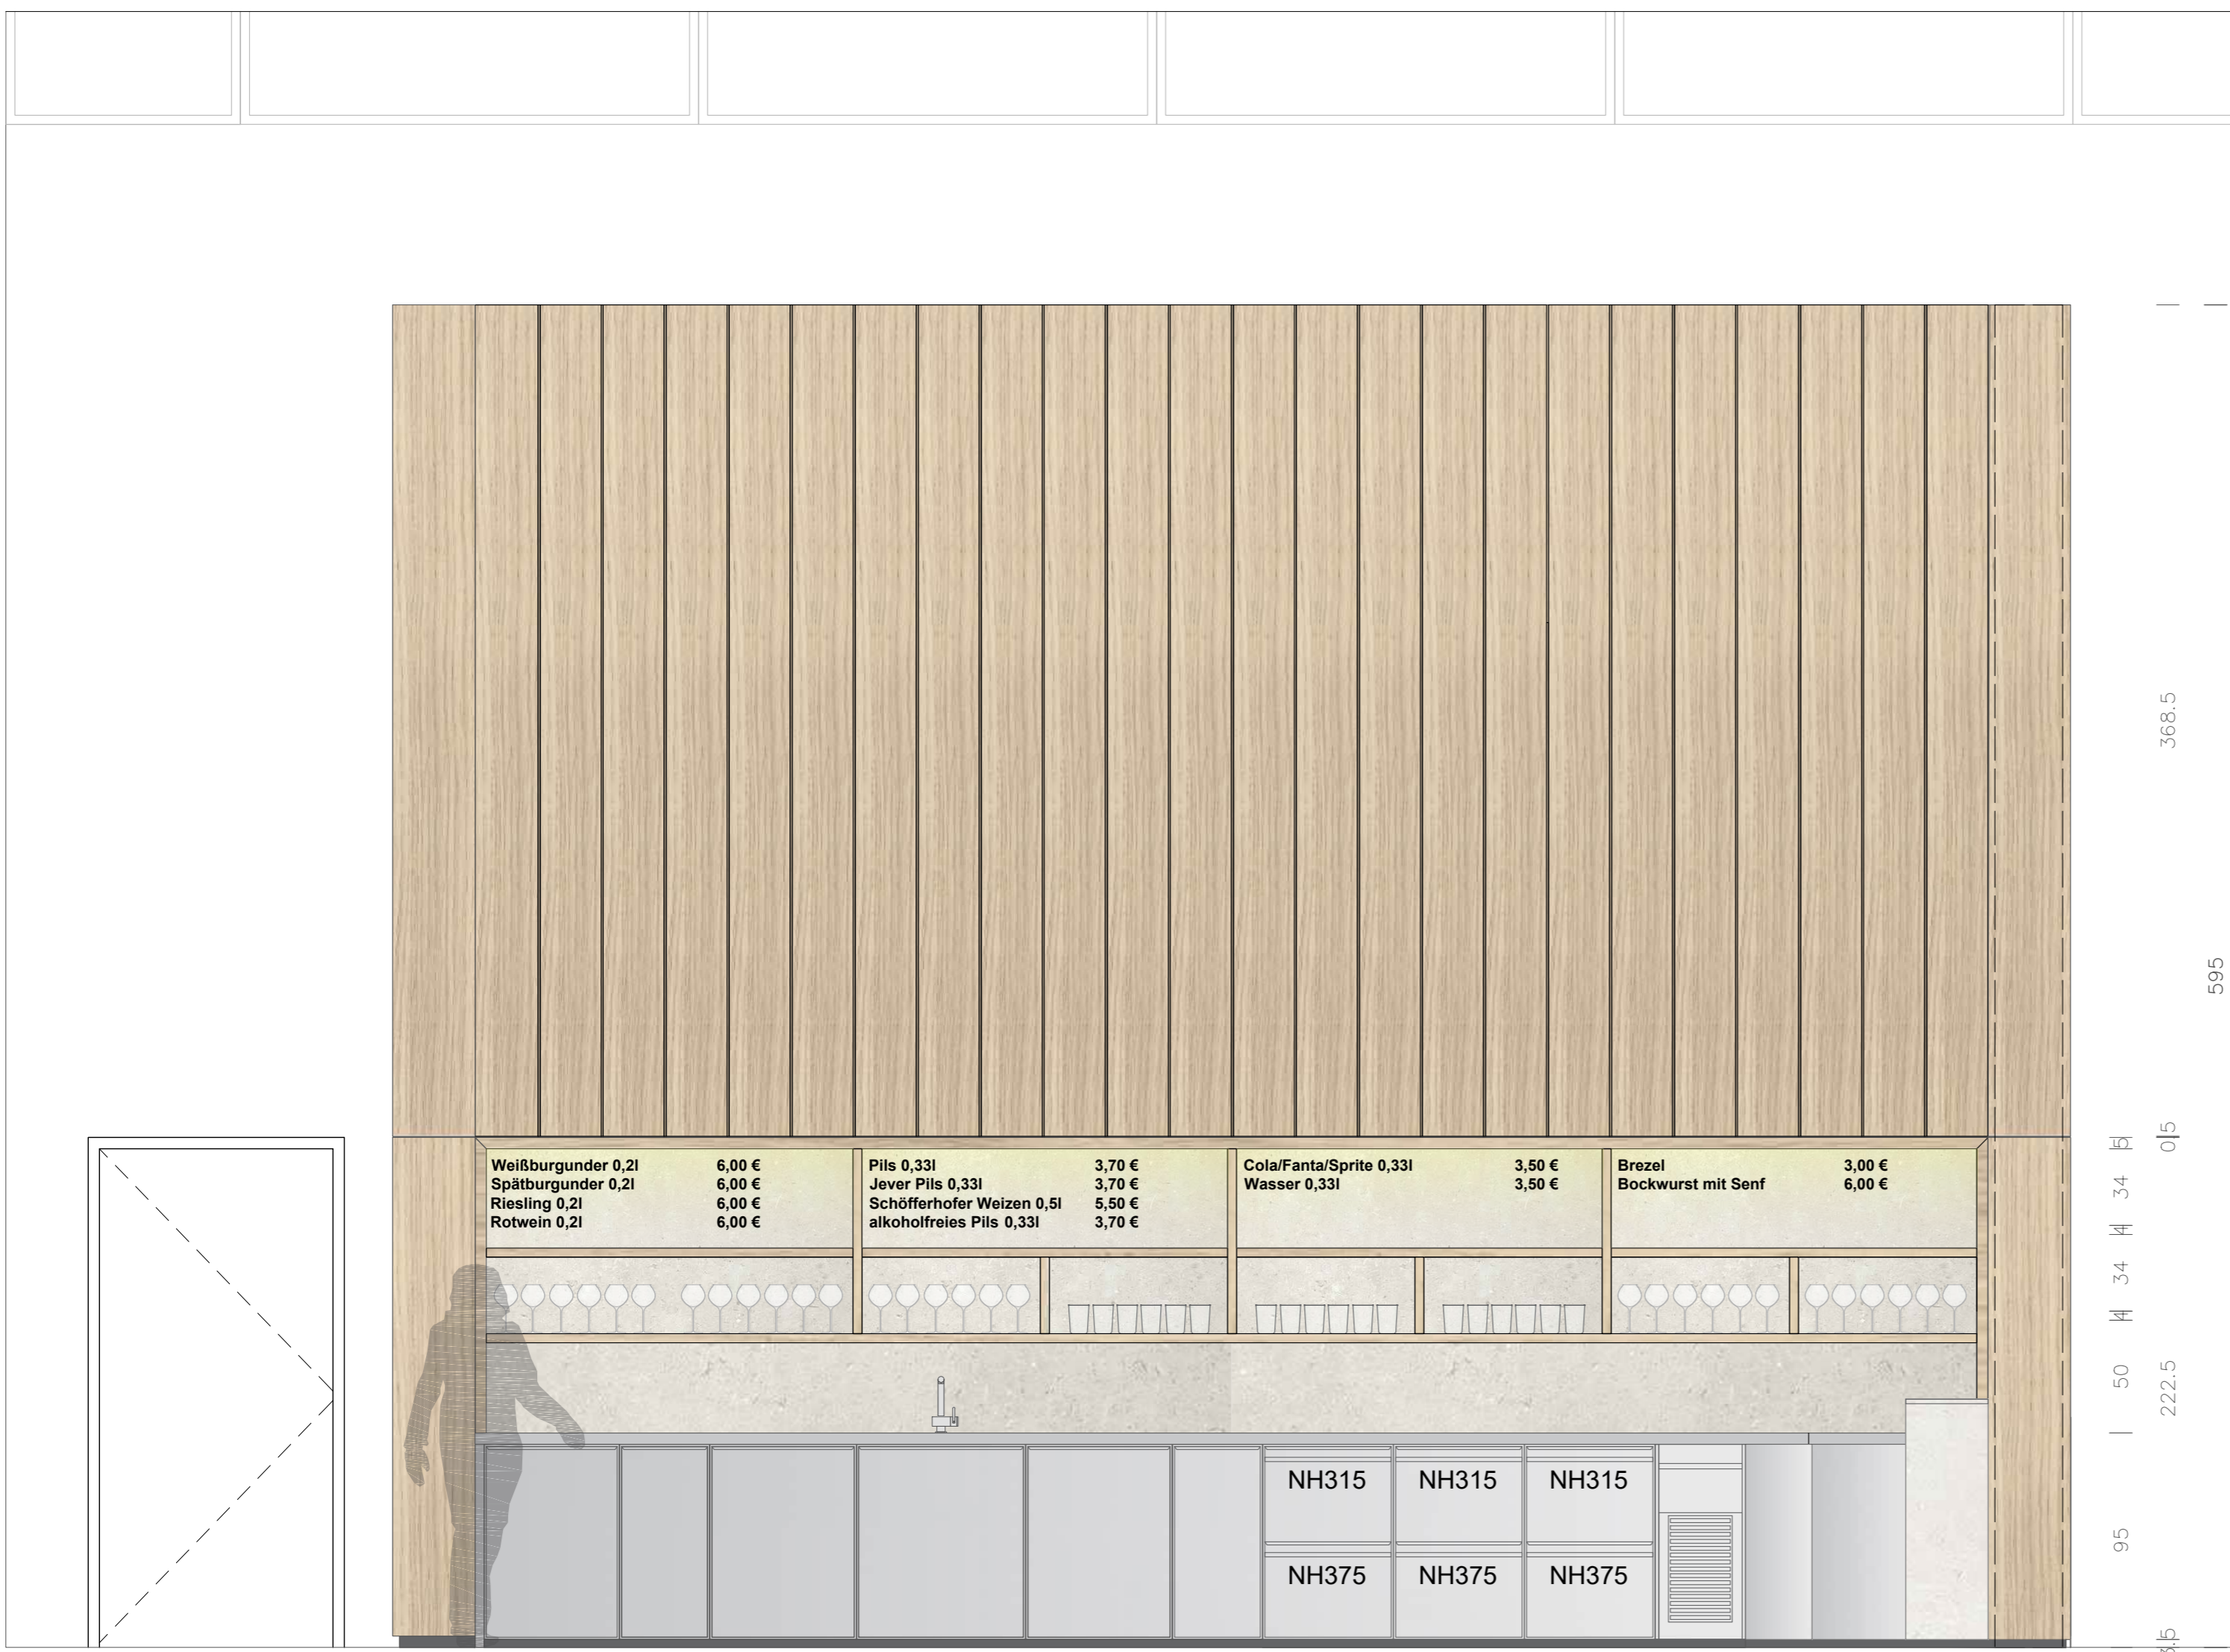 Weißburgunder 0,2l 6,00 €
Spätburgunder 0,2l 6,00 €
Riesling 0,2l 6,00 €
Rotwein 0,2l 6,00 €
Pils 0,33l 3,70 €
Jever Pils 0,33l 3,70 €
Schöfferhofer Weizen 0,5l 5,50 €
alkoholfreies Pils 0,33l 3,70 €
Cola/Fanta/Sprite 0,33l 3,50 €
Wasser 0,33l 3,50 €
Brezel 3,00 €
Bockwurst mit Senf 6,00 €
NH315 NH315 NH315
NH375 NH375 NH375
368.5
595
5
0.5
34
4
34
4
50
222.5
95